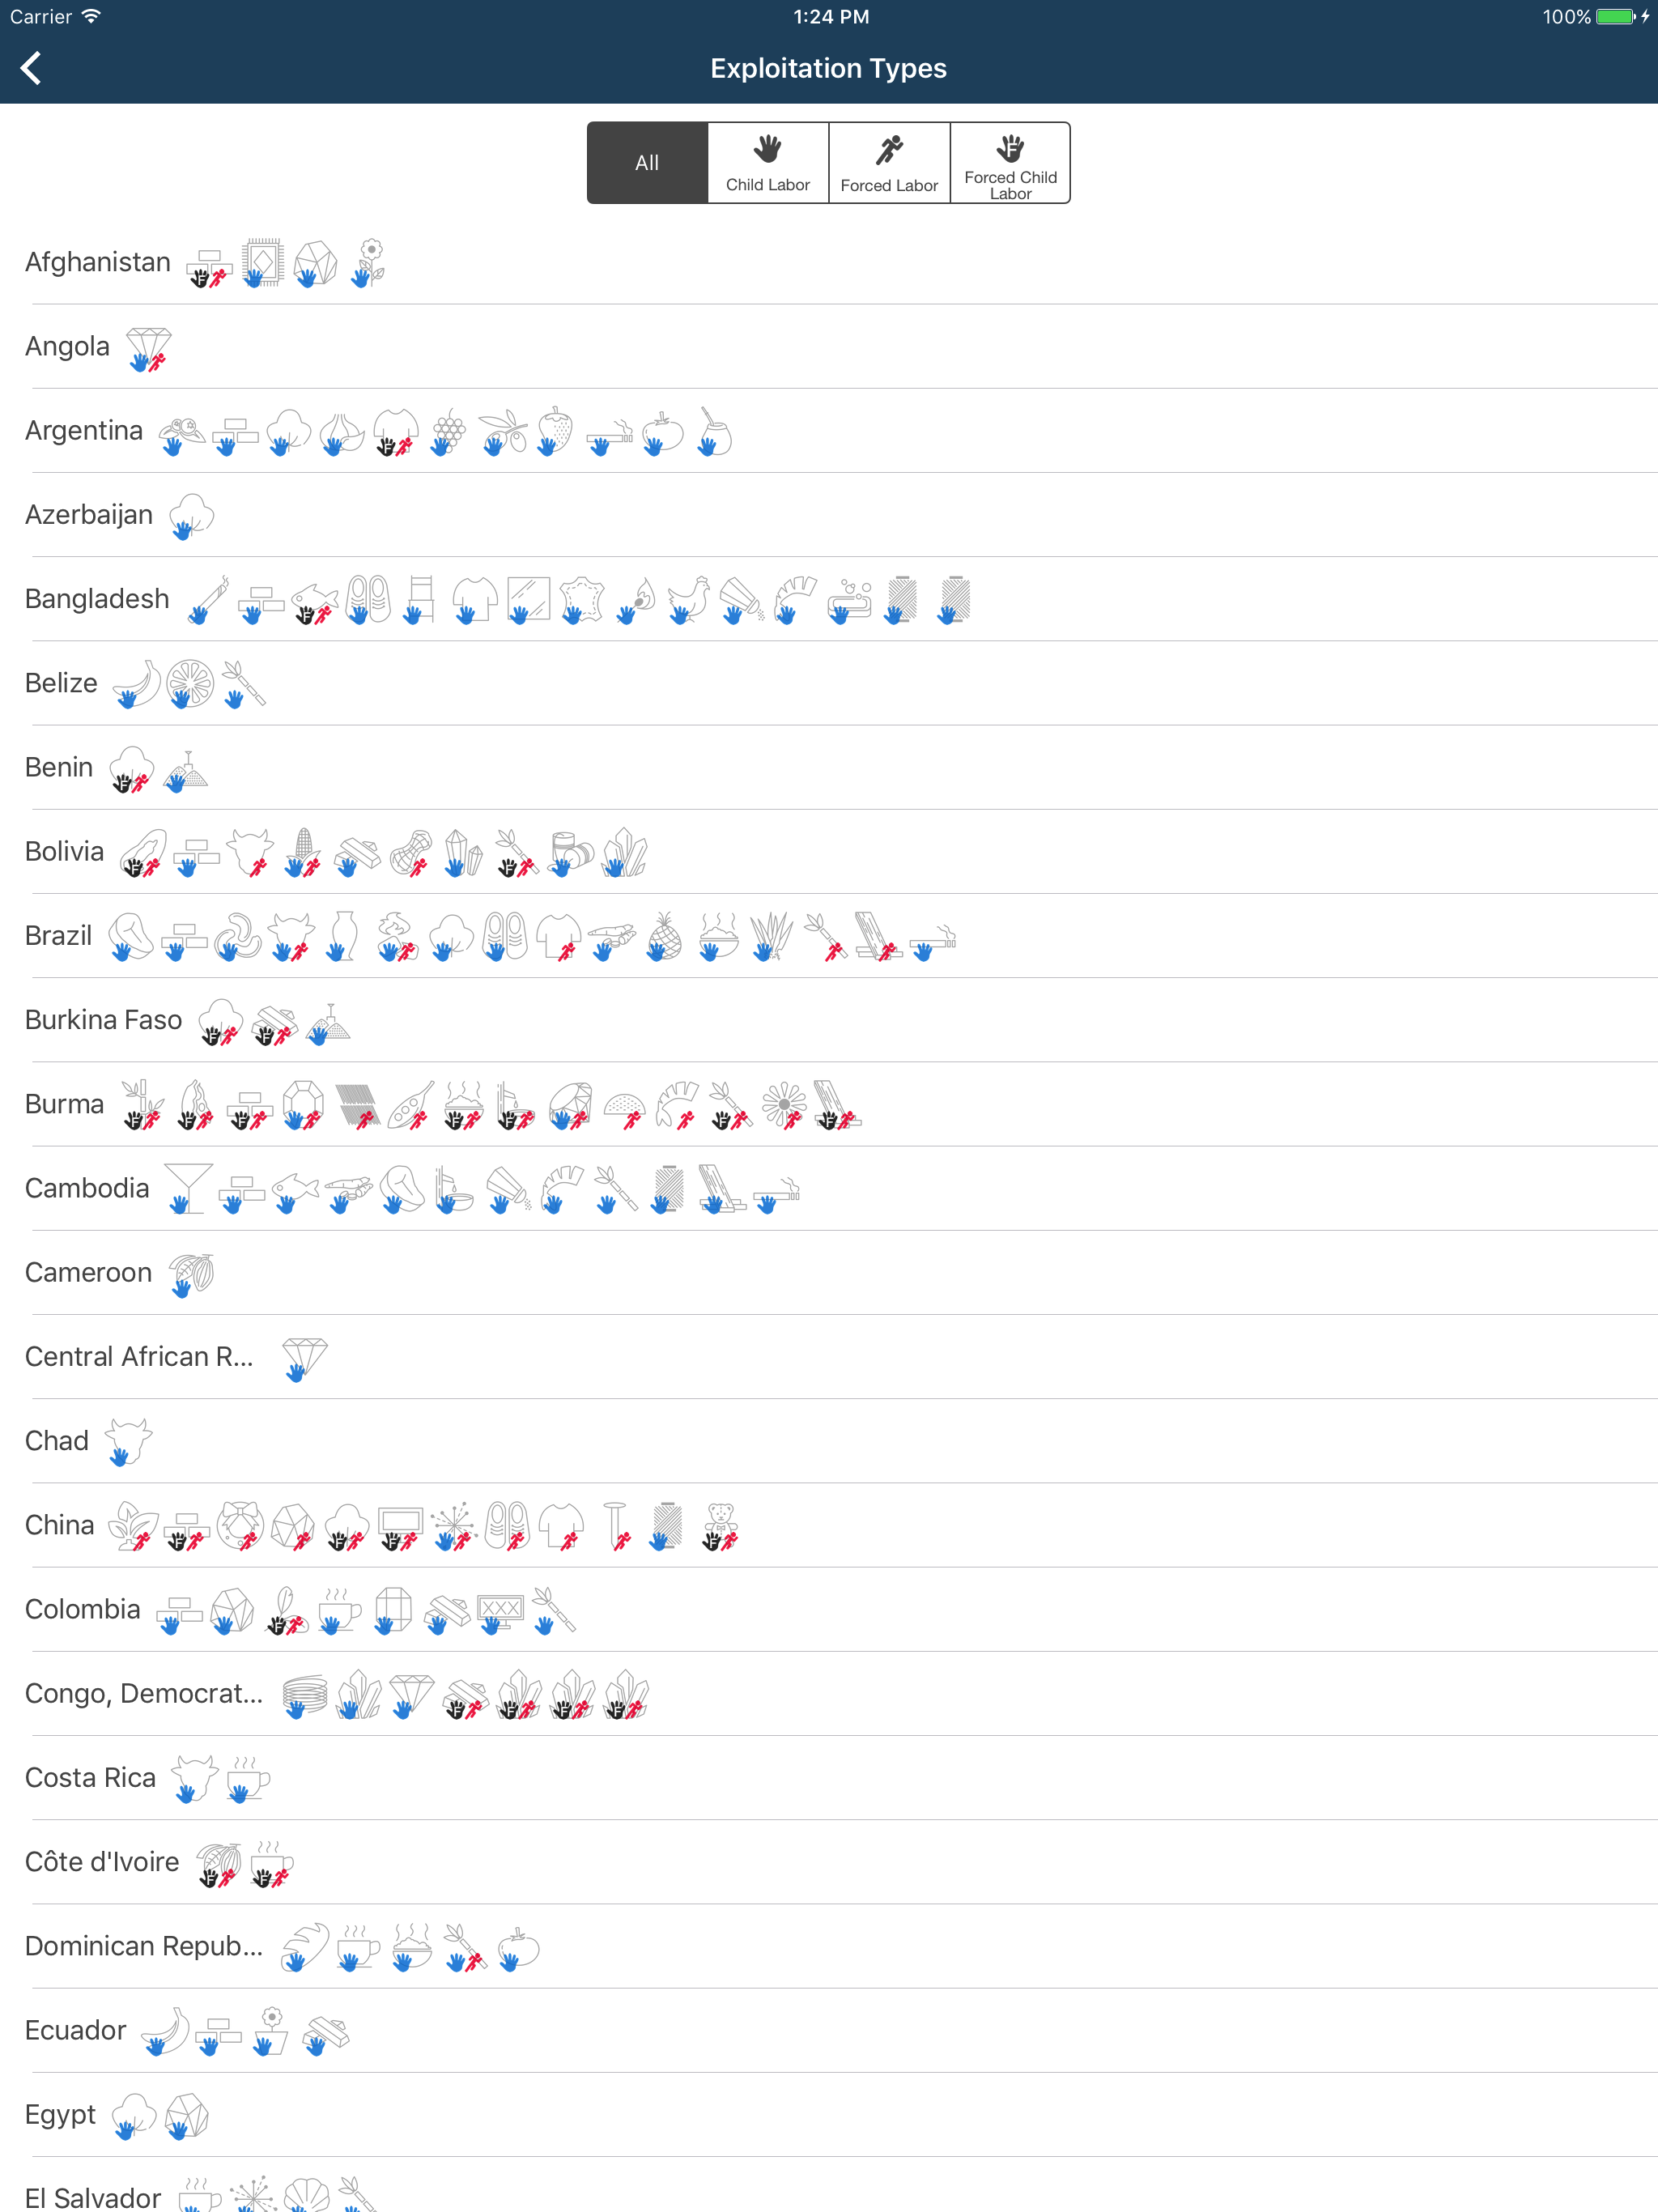 Carrier 1:24 PM 100%
Exploitation Types
All
Child Labor
Forced Labor
Forced Child
Labor
Afghanistan
Angola
Argentina
Azerbaijan
Bangladesh
Belize
Benin
Bolivia
Brazil
Burkina Faso
Burma
Cambodia
Cameroon
Central African R...
Chad
China
Colombia
Congo, Democrat...
Costa Rica
Côte d'Ivoire
Dominican Repub...
Ecuador
Egypt
El Salvador